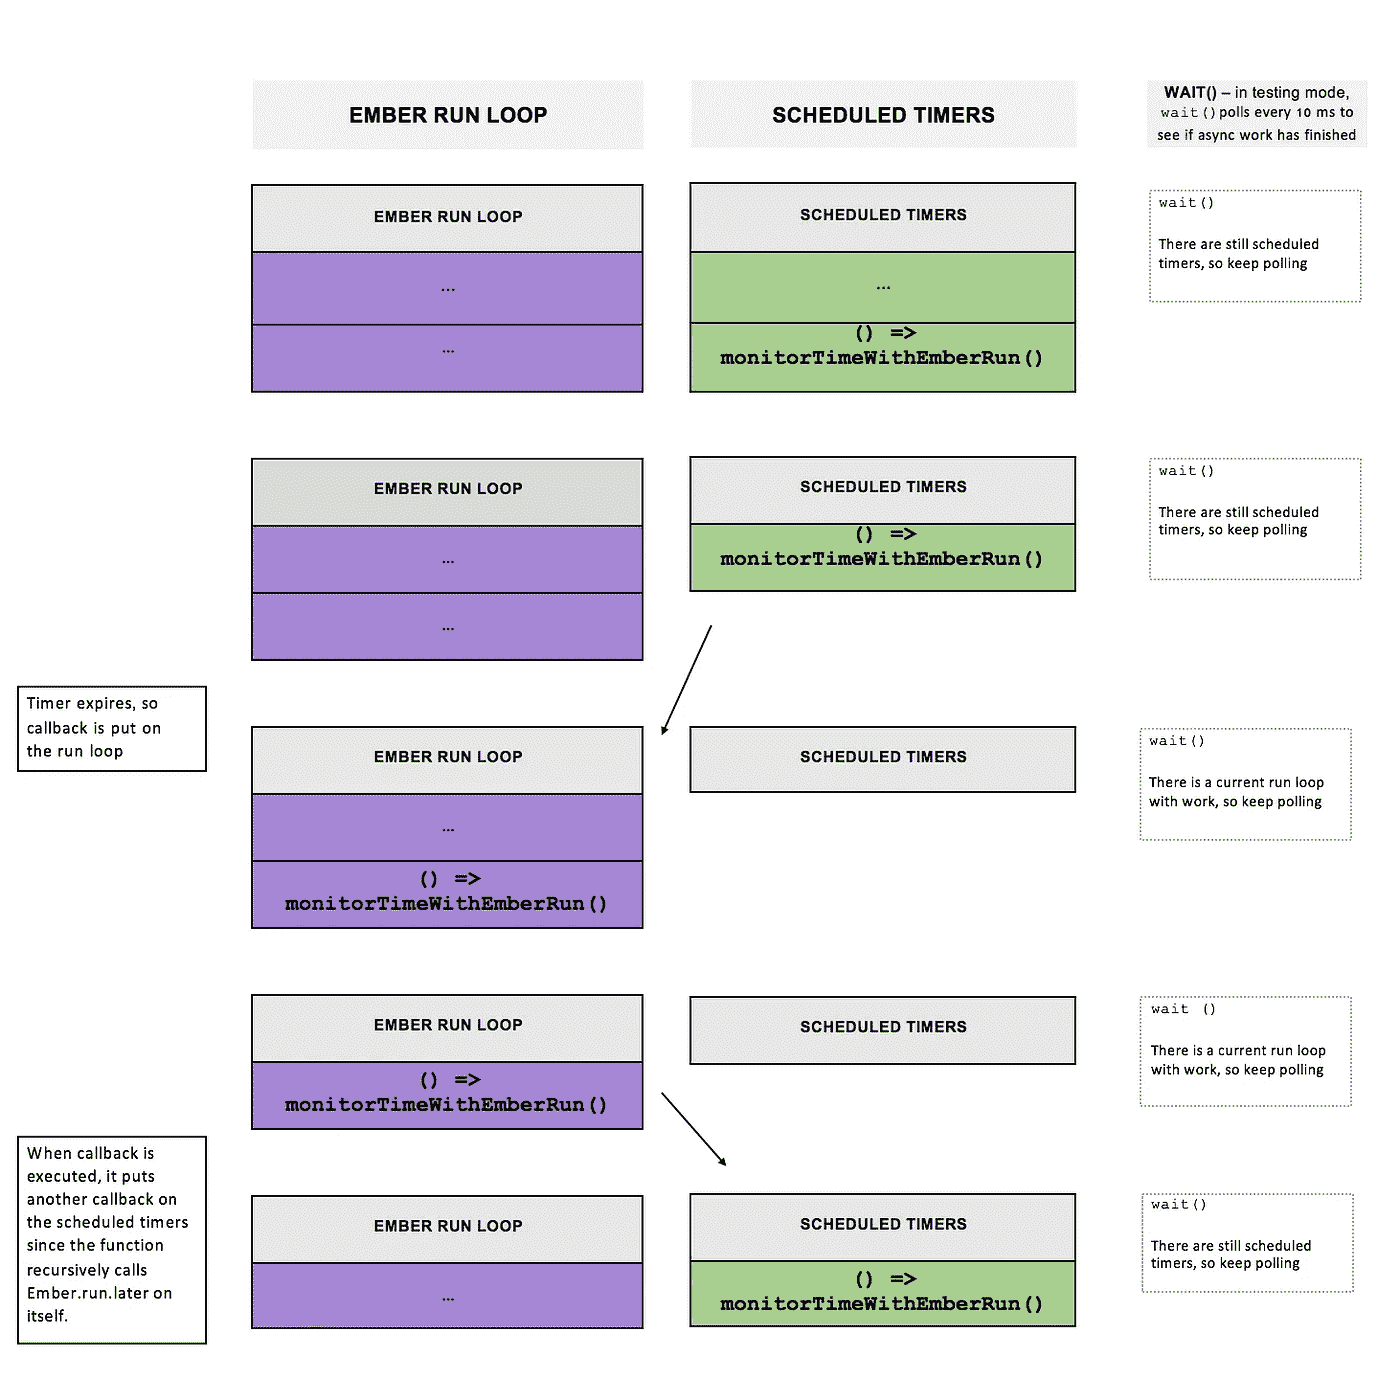 EMBER RUN LOOP
SCHEDULED TIMERS
WAIT() – in testing mode,
wait() polls every 10 ms to
see if async work has finished
EMBER RUN LOOP
...
...
SCHEDULED TIMERS
...
() =>
monitorTimeWithEmberRun()
wait()
There are still scheduled
timers, so keep polling
EMBER RUN LOOP
...
...
SCHEDULED TIMERS
() =>
monitorTimeWithEmberRun()
wait()
There are still scheduled
timers, so keep polling
Timer expires, so
callback is put on
the run loop
EMBER RUN LOOP
...
() =>
monitorTimeWithEmberRun()
SCHEDULED TIMERS
wait()
There is a current run loop
with work, so keep polling
EMBER RUN LOOP
() =>
monitorTimeWithEmberRun()
SCHEDULED TIMERS
wait ()
There is a current run loop
with work, so keep polling
When callback is
executed, it puts
another callback on
the scheduled timers
since the function
recursively calls
Ember.run.later on
itself.
EMBER RUN LOOP
...
SCHEDULED TIMERS
() =>
monitorTimeWithEmberRun()
wait()
There are still scheduled
timers, so keep polling